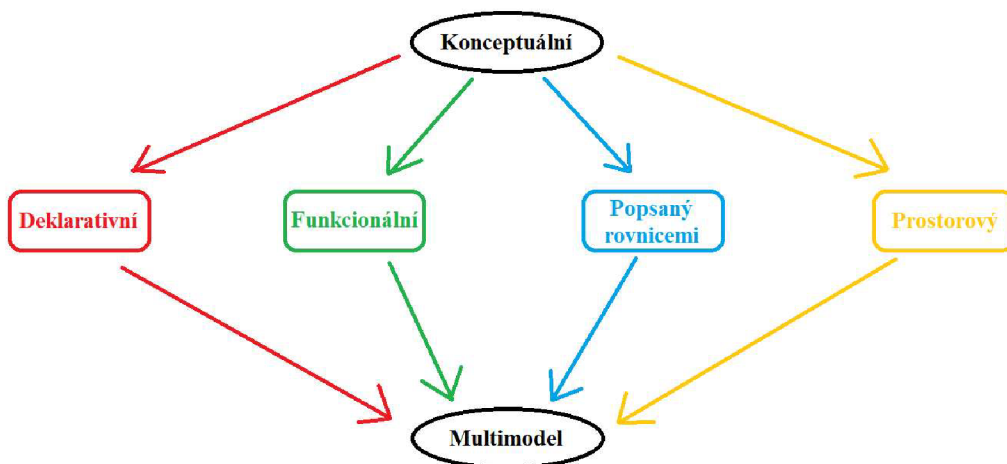 Konceptuální
Deklarativní
Funkcionální
Popsaný
rovnicemi
Prostorový
Multimodel